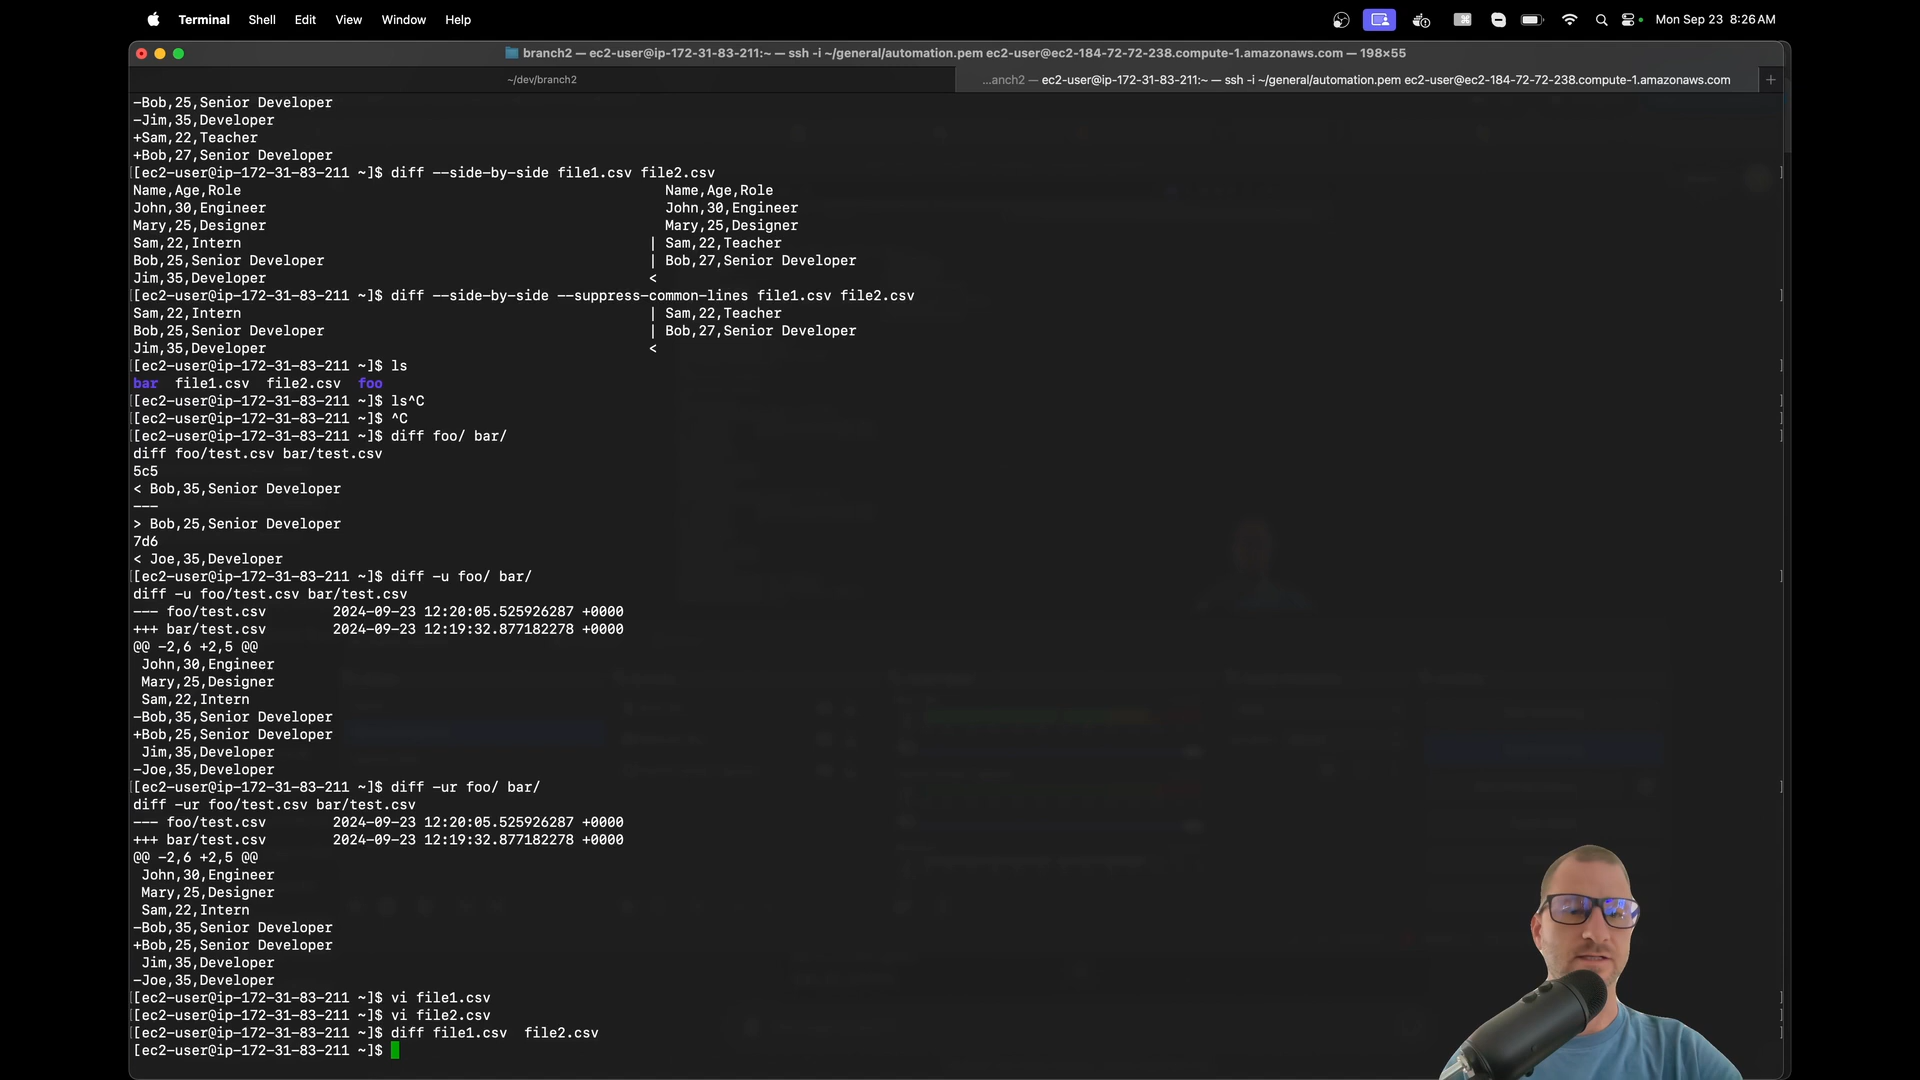 Terminal Shell Edit View Window Help Mon Sep 23 8:26 AM
branch2 — ec2-user@ip-172-31-83-211:~ — ssh -i ~/general/automation.pem ec2-user@ec2-184-72-72-238.compute-1.amazonaws.com — 198×55
~/dev/branch2 ...anch2 — ec2-user@ip-172-31-83-211:~ — ssh -i ~/general/automation.pem ec2-user@ec2-184-72-72-238.compute-1.amazonaws.com +
-Bob,25,Senior Developer
-Jim,35,Developer
+Sam,22,Teacher
+Bob,27,Senior Developer
[[ec2-user@ip-172-31-83-211 ~]$ diff --side-by-side file1.csv file2.csv ]
Name,Age,Role Name,Age,Role
John,30,Engineer John,30,Engineer
Mary,25,Designer Mary,25,Designer
Sam,22,Intern | Sam,22,Teacher
Bob,25,Senior Developer | Bob,27,Senior Developer
Jim,35,Developer <
[[ec2-user@ip-172-31-83-211 ~]$ diff --side-by-side --suppress-common-lines file1.csv file2.csv ]
Sam,22,Intern | Sam,22,Teacher
Bob,25,Senior Developer | Bob,27,Senior Developer
Jim,35,Developer <
[[ec2-user@ip-172-31-83-211 ~]$ ls ]
bar file1.csv file2.csv foo
[[ec2-user@ip-172-31-83-211 ~]$ ls^C ]
[[ec2-user@ip-172-31-83-211 ~]$ ^C ]
[[ec2-user@ip-172-31-83-211 ~]$ diff foo/ bar/ ]
diff foo/test.csv bar/test.csv
5c5
< Bob,35,Senior Developer
---
> Bob,25,Senior Developer
7d6
< Joe,35,Developer
[[ec2-user@ip-172-31-83-211 ~]$ diff -u foo/ bar/ ]
diff -u foo/test.csv bar/test.csv
--- foo/test.csv 2024-09-23 12:20:05.525926287 +0000
+++ bar/test.csv 2024-09-23 12:19:32.877182278 +0000
@@ -2,6 +2,5 @@
John,30,Engineer
Mary,25,Designer
Sam,22,Intern
-Bob,35,Senior Developer
+Bob,25,Senior Developer
Jim,35,Developer
-Joe,35,Developer
[[ec2-user@ip-172-31-83-211 ~]$ diff -ur foo/ bar/ ]
diff -ur foo/test.csv bar/test.csv
--- foo/test.csv 2024-09-23 12:20:05.525926287 +0000
+++ bar/test.csv 2024-09-23 12:19:32.877182278 +0000
@@ -2,6 +2,5 @@
John,30,Engineer
Mary,25,Designer
Sam,22,Intern
-Bob,35,Senior Developer
+Bob,25,Senior Developer
Jim,35,Developer
-Joe,35,Developer
[[ec2-user@ip-172-31-83-211 ~]$ vi file1.csv ]
[[ec2-user@ip-172-31-83-211 ~]$ vi file2.csv ]
[[ec2-user@ip-172-31-83-211 ~]$ diff file1.csv  file2.csv ]
[ec2-user@ip-172-31-83-211 ~]$